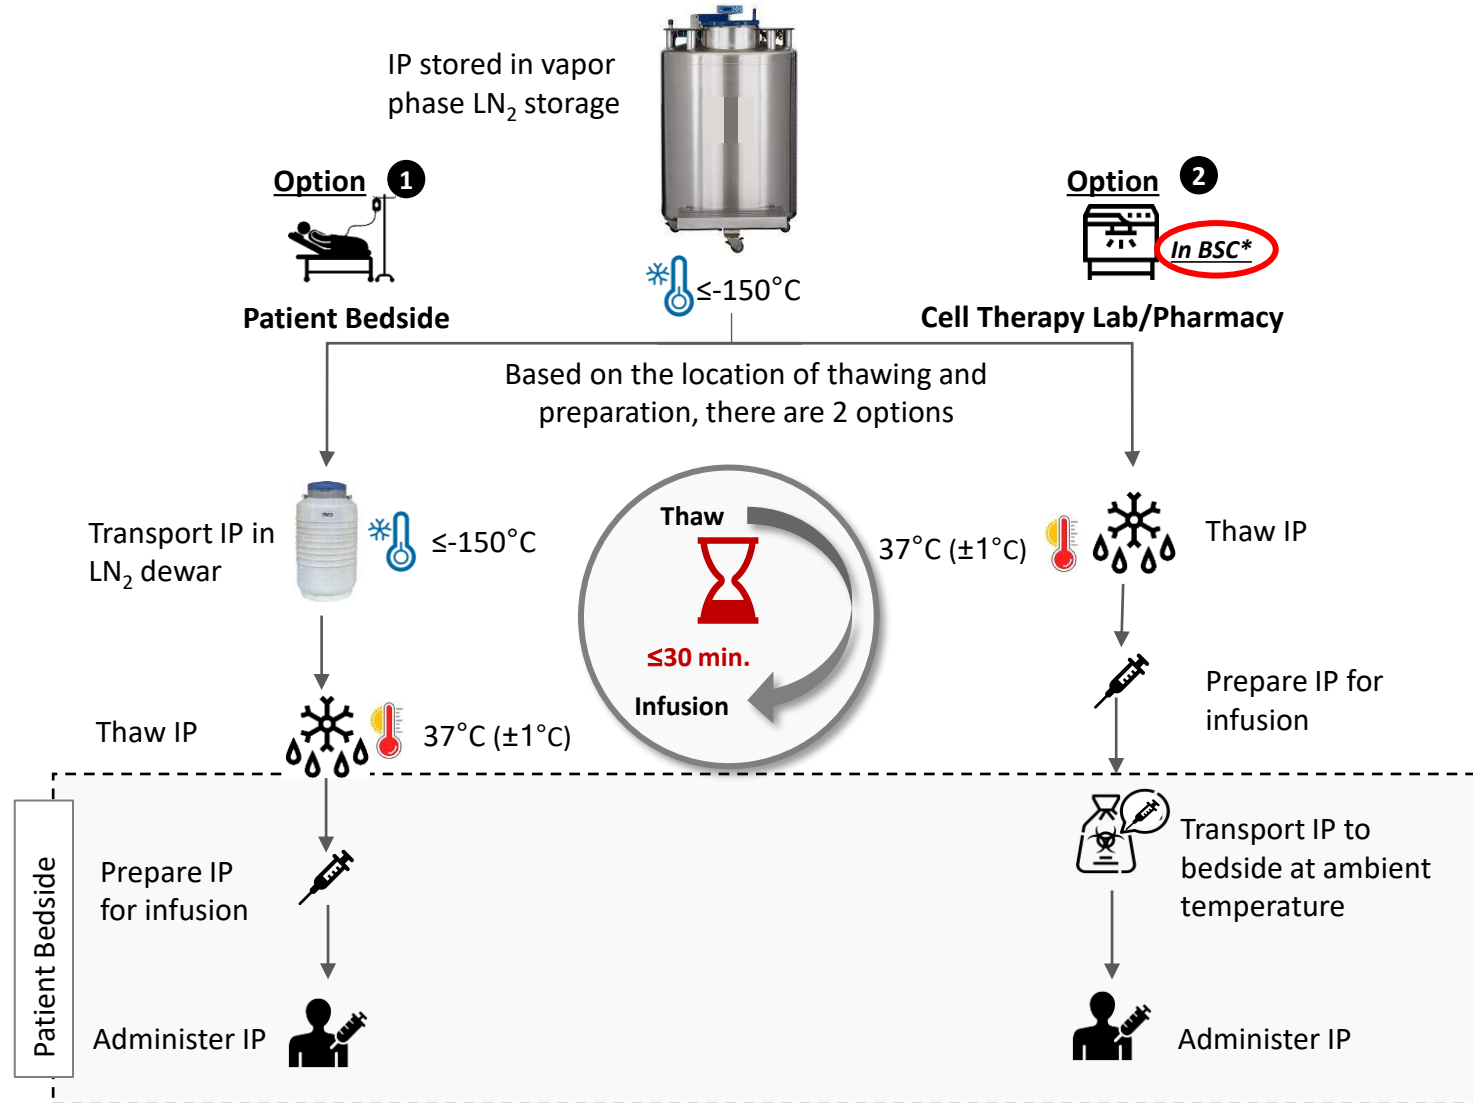 IP stored in vapor
phase LN₂ storage
Option 1
Patient Bedside
≤-150°C
Option 2
In BSC*
Cell Therapy Lab/Pharmacy
Based on the location of thawing and
preparation, there are 2 options
Transport IP in
LN₂ dewar
≤-150°C
Thaw IP
37°C (±1°C)
Thaw
≤30 min.
Infusion
37°C (±1°C)
Thaw IP
Prepare IP for
infusion
Patient Bedside
Prepare IP
for infusion
Administer IP
Transport IP to
bedside at ambient
temperature
Administer IP